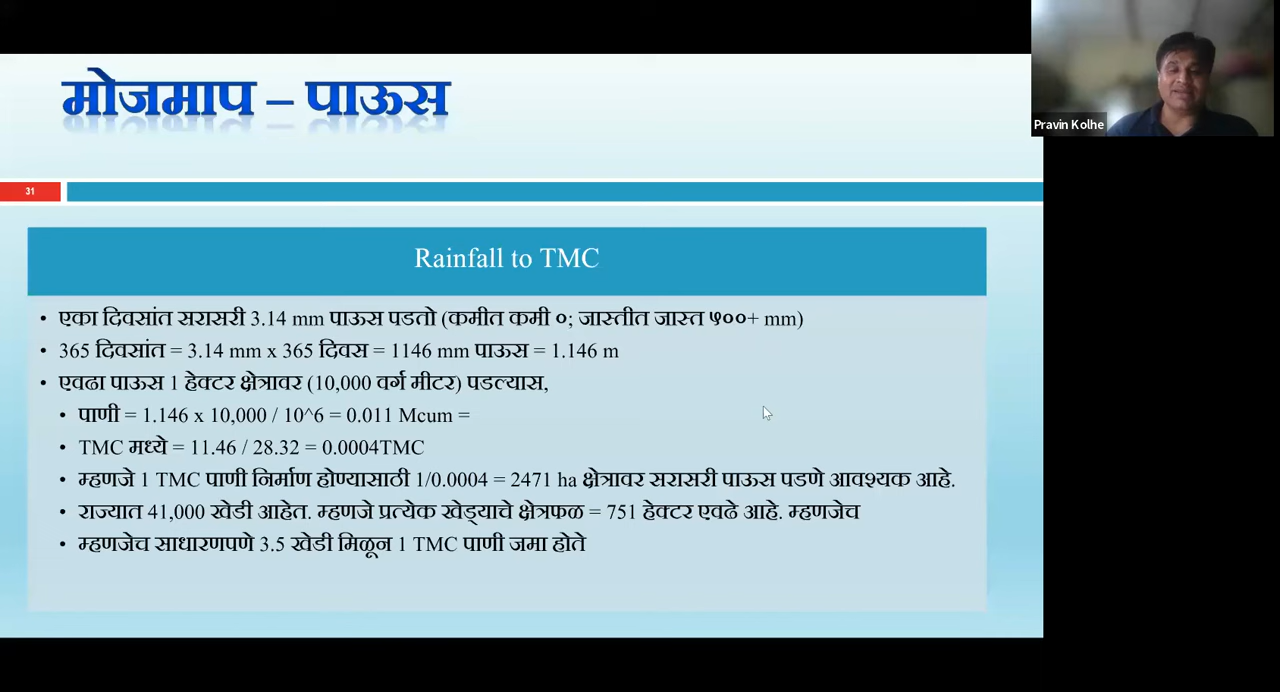 मोजमाप – पाऊस
Pravin Kolhe
31
Rainfall to TMC
• एका दिवसांत सरासरी 3.14 mm पाऊस पडतो (कमीत कमी ०; जास्तीत जास्त ५००+ mm)
• 365 दिवसांत = 3.14 mm x 365 दिवस = 1146 mm पाऊस = 1.146 m
• एवढा पाऊस 1 हेक्टर क्षेत्रावर (10,000 वर्ग मीटर) पडल्यास,
• पाणी = 1.146 x 10,000 / 10^6 = 0.011 Mcum =
• TMC मध्ये = 11.46 / 28.32 = 0.0004TMC
• म्हणजे 1 TMC पाणी निर्माण होण्यासाठी 1/0.0004 = 2471 ha क्षेत्रावर सरासरी पाऊस पडणे आवश्यक आहे.
• राज्यात 41,000 खेडी आहेत. म्हणजे प्रत्येक खेड्याचे क्षेत्रफळ = 751 हेक्टर एवढे आहे. म्हणजेच
• म्हणजेच साधारणपणे 3.5 खेडी मिळून 1 TMC पाणी जमा होते